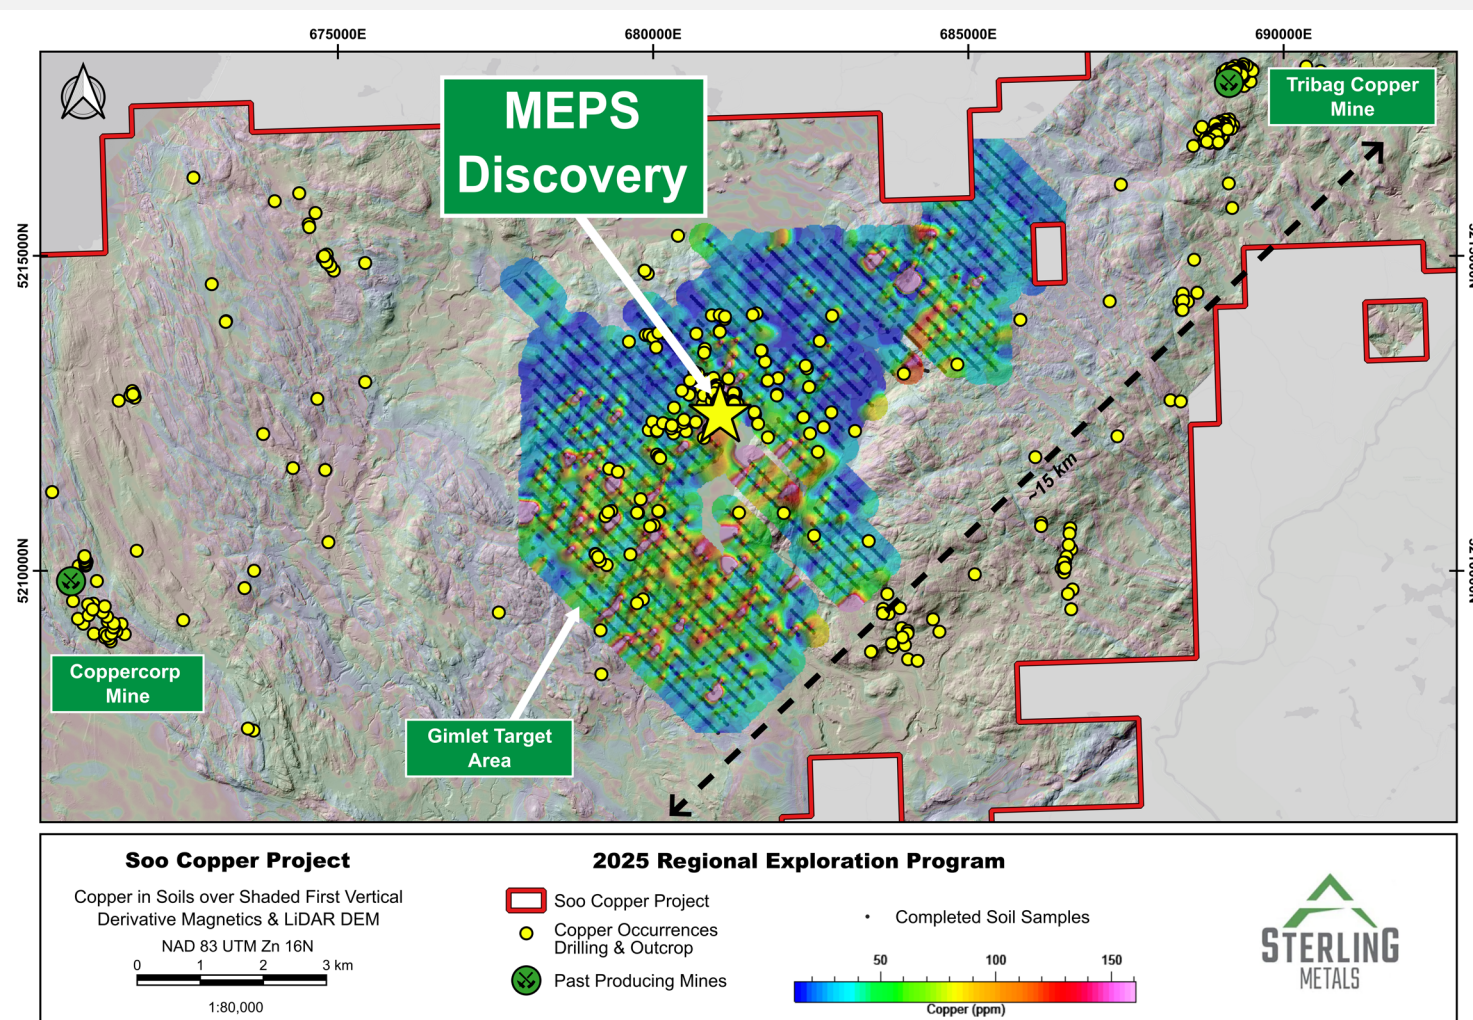 675000E
680000E
685000E
690000E
MEPS
Discovery
Tribag Copper
Mine
5215000N
5215000N
~15 km
5210000N
5210000N
Coppercorp
Mine
Gimlet Target
Area
Soo Copper Project
Copper in Soils over Shaded First Vertical
Derivative Magnetics & LiDAR DEM
NAD 83 UTM Zn 16N
0 1 2 3 km
1:80,000
2025 Regional Exploration Program
Soo Copper Project
Copper Occurrences
Drilling & Outcrop
Past Producing Mines
Completed Soil Samples
50 100 150
Copper (ppm)
STERLING
METALS